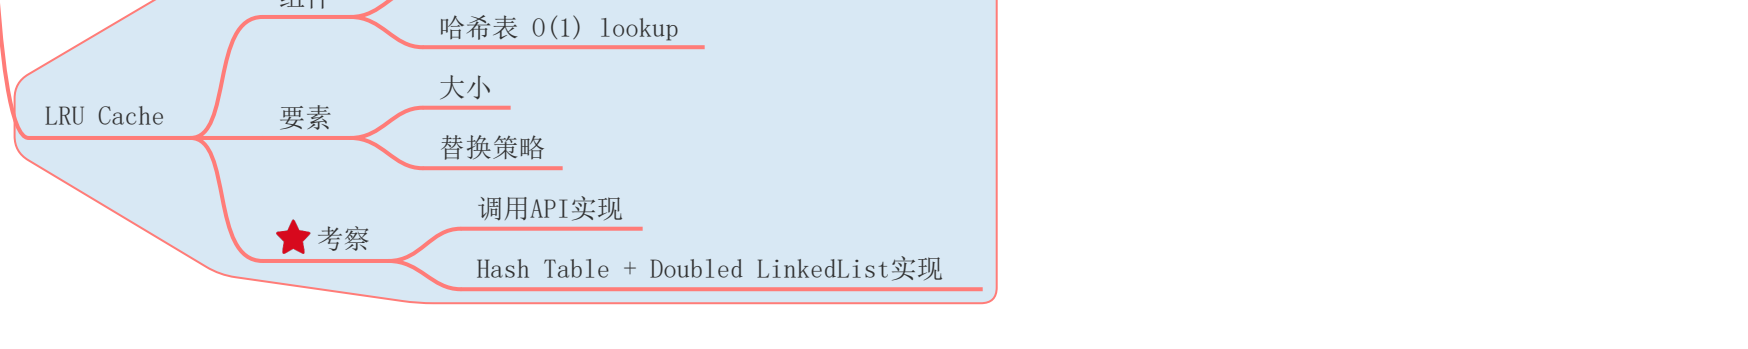 组件
哈希表 O(1) lookup
大小
LRU Cache
要素
替换策略
调用API实现
考察
Hash Table + Doubled LinkedList实现